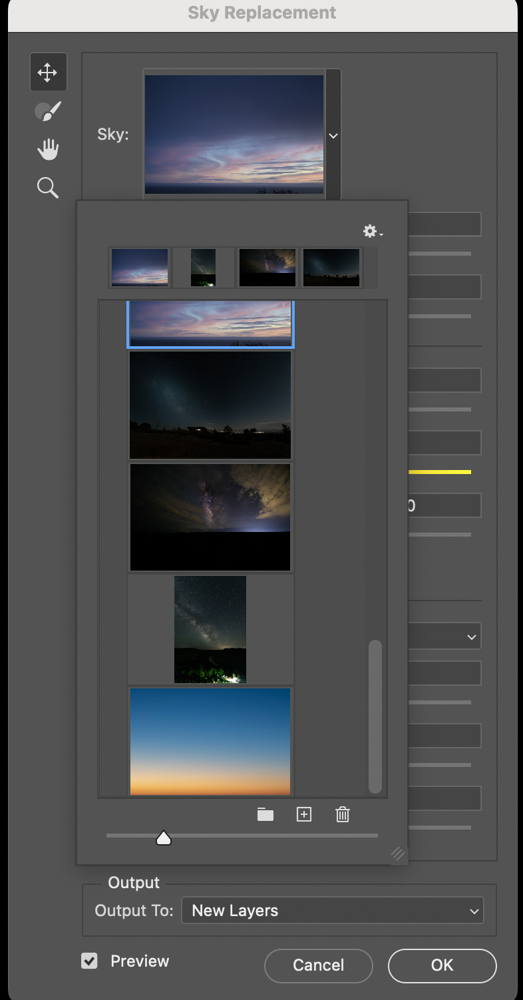 Sky Replacement
Sky:
0
Output
Output To:
New Layers
Preview
Cancel
OK